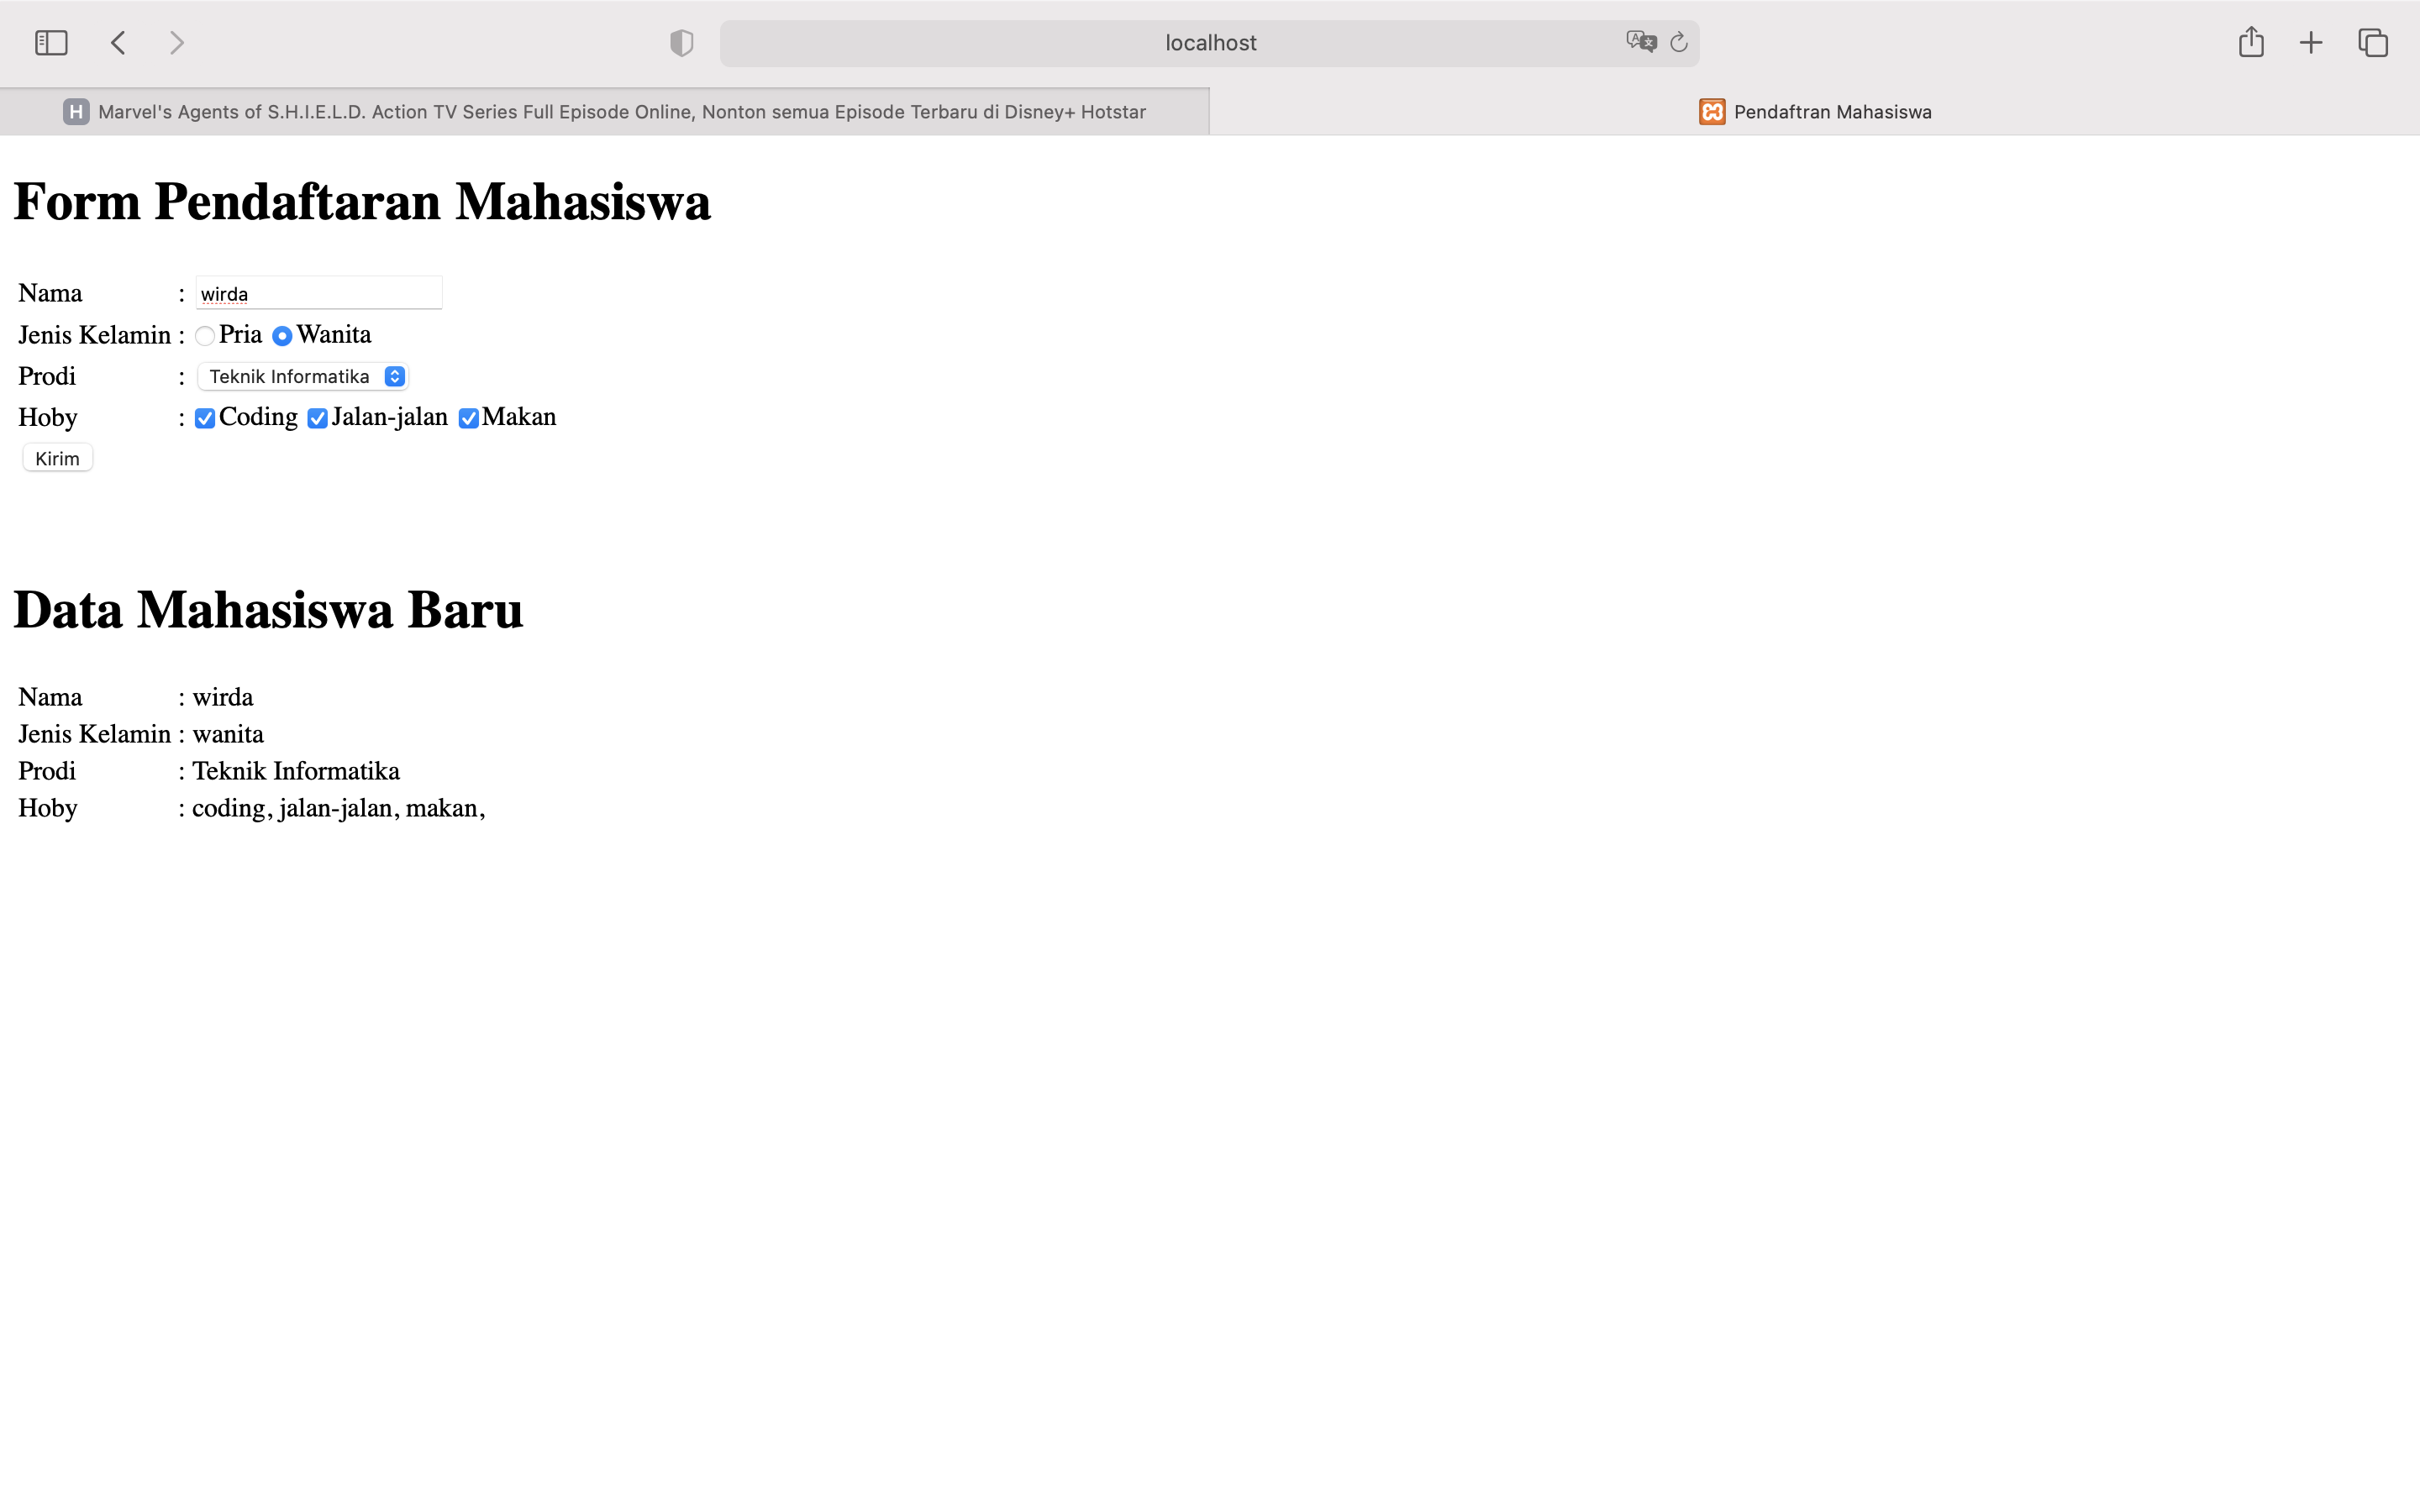 localhost
H Marvel's Agents of S.H.I.E.L.D. Action TV Series Full Episode Online, Nonton semua Episode Terbaru di Disney+ Hotstar
Pendaftran Mahasiswa
Form Pendaftaran Mahasiswa
Nama : wirda
Jenis Kelamin : Pria Wanita
Prodi : Teknik Informatika
Hoby : Coding Jalan-jalan Makan
Kirim
Data Mahasiswa Baru
Nama : wirda
Jenis Kelamin : wanita
Prodi : Teknik Informatika
Hoby : coding, jalan-jalan, makan,